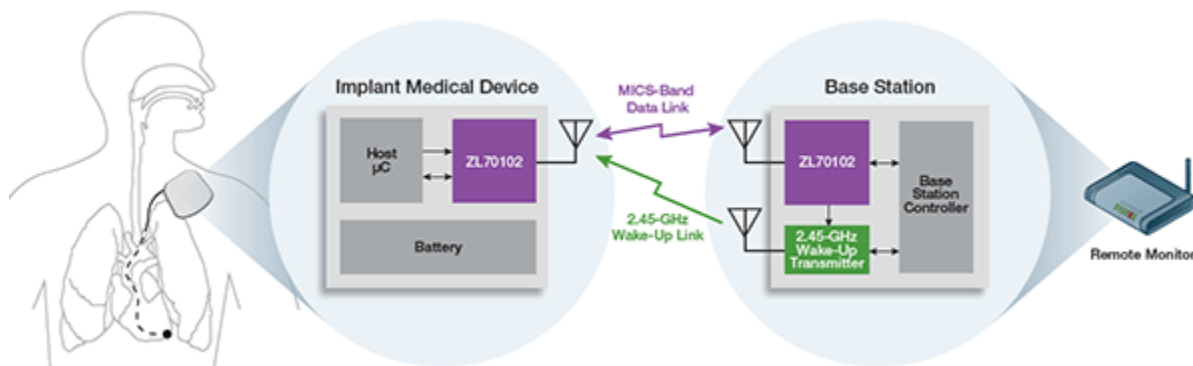 Implant Medical Device
Host
µC
ZL70102
Battery
MICS-Band
Data Link
2.45-GHz
Wake-Up Link
Base Station
ZL70102
2.45-GHz
Wake-Up
Transmitter
Base
Station
Controller
Remote Monitor